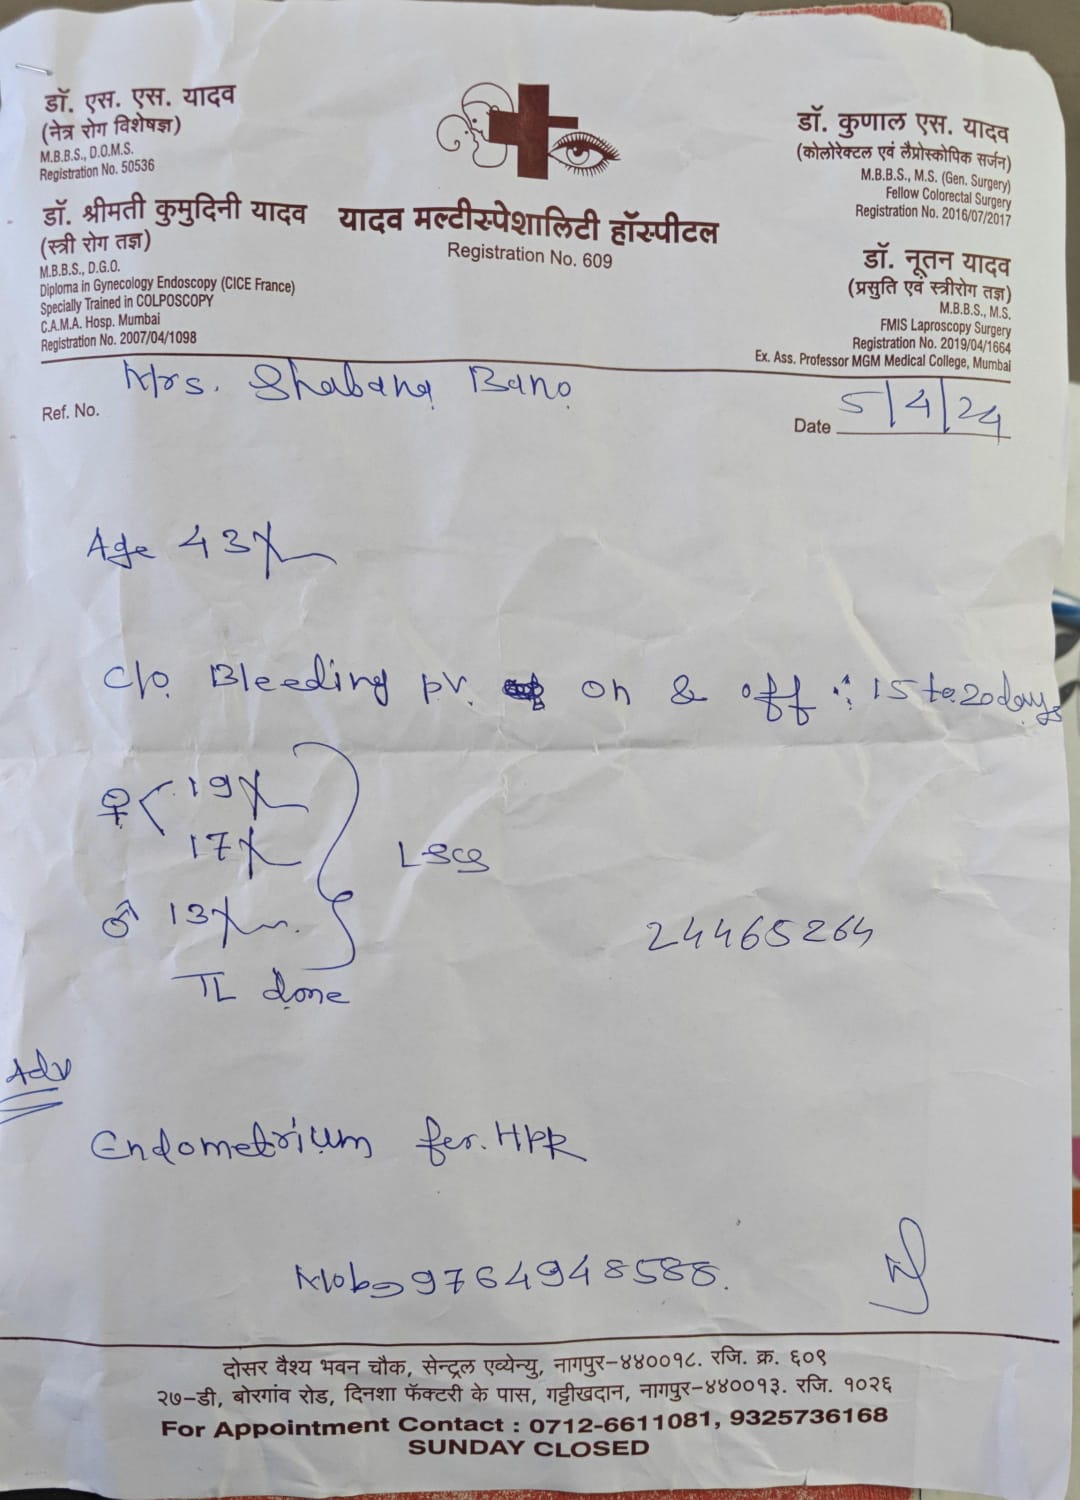 डॉ. एस. एस. यादव
(नेत्र रोग विशेषज्ञ)
M.B.B.S., D.O.M.S.
Registration No. 50536
डॉ. श्रीमती कुमुदिनी यादव
(स्त्री रोग तज्ञ)
M.B.B.S., D.G.O.
Diploma in Gynecology Endoscopy (CICE France)
Specially Trained in COLPOSCOPY
C.A.M.A. Hosp. Mumbai
Registration No. 2007/04/1098
यादव मल्टीस्पेशालिटी हॉस्पीटल
Registration No. 609
डॉ. कुणाल एस. यादव
(कोलोरेक्टल एवं लैप्रोस्कोपिक सर्जन)
M.B.B.S., M.S. (Gen. Surgery)
Fellow Colorectal Surgery
Registration No. 2016/07/2017
डॉ. नूतन यादव
(प्रसुति एवं स्त्रीरोग तज्ञ)
M.B.B.S., M.S.
FMIS Laproscopy Surgery
Registration No. 2019/04/1664
Ex. Ass. Professor MGM Medical College, Mumbai
Mrs. Shabana Bano
Ref. No.
Date 5/4/24
Age 43
c/o Bleeding pv. on & off 15 to 20 days
♀ 19
17
LSCS
♂ 13
24465264
TL done
Adv
Endometrium for HPR
Mob 9764948588.
दोसर वैश्य भवन चौक, सेन्ट्रल एव्येन्यु, नागपुर-४४००१८. रजि. क्र. ६०९
२७-डी, बोरगांव रोड, दिनशा फॅक्टरी के पास, गट्टीखदान, नागपुर-४४००१३. रजि. १०२६
For Appointment Contact : 0712-6611081, 9325736168
SUNDAY CLOSED